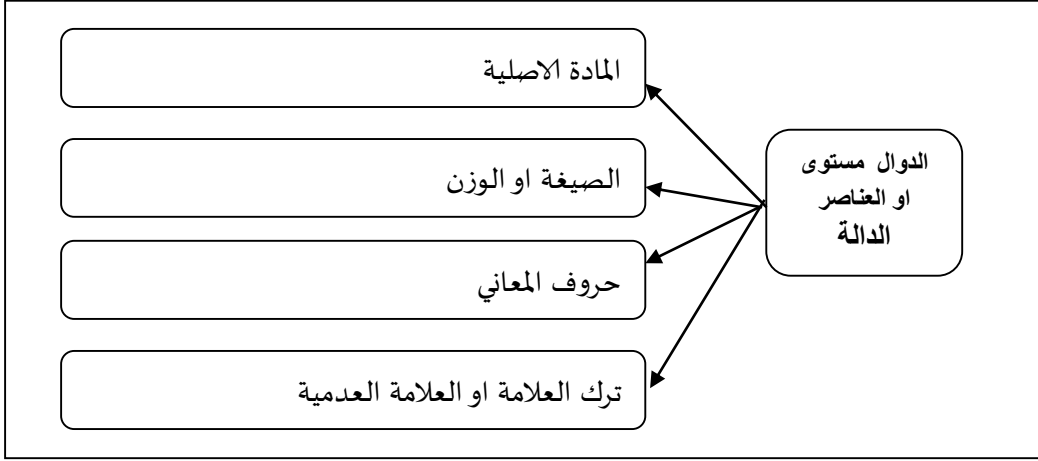 الدوال مستوى
او العناصر
الدالة
المادة الاصلية
الصيغة او الوزن
حروف المعاني
ترك العلامة او العلامة العدمية